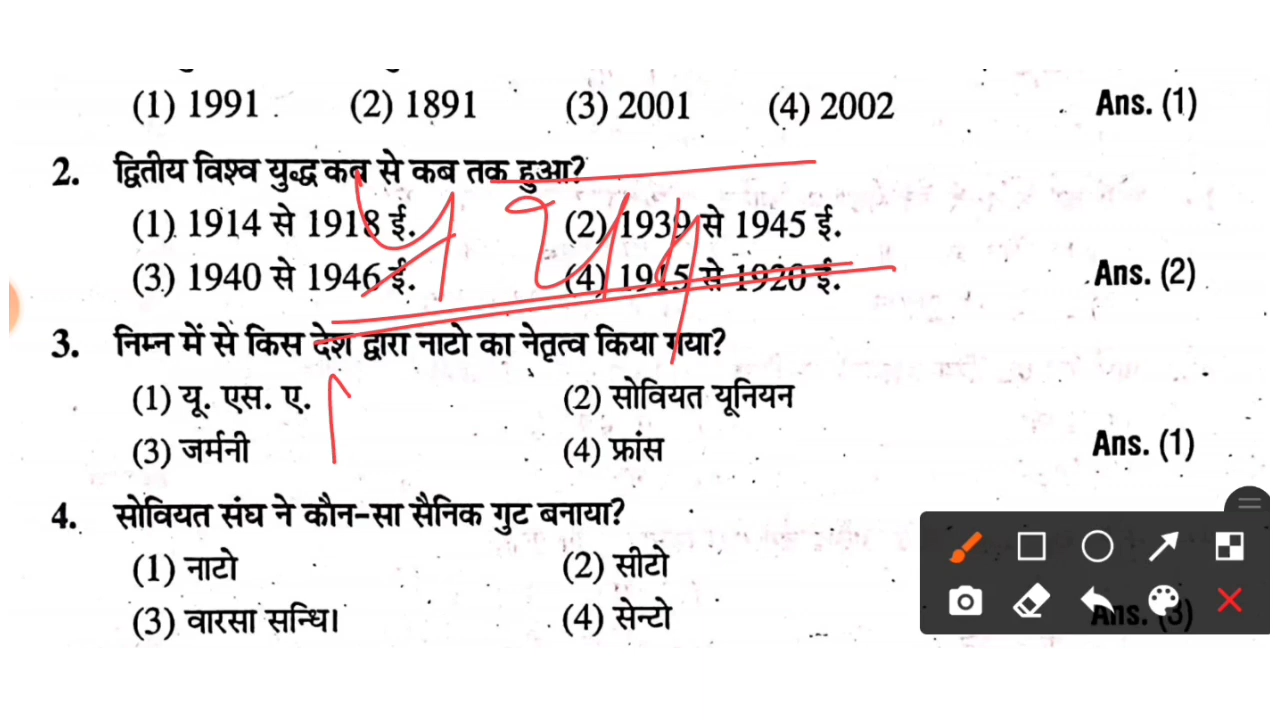 (1) 1991 (2) 1891 (3) 2001 (4) 2002 Ans. (1)
2. द्वितीय विश्व युद्ध कब से कब तक हुआ?
(1) 1914 से 1918 ई. (2) 1939 से 1945 ई.
(3) 1940 से 1946 ई. (4) 1915 से 1920 ई. Ans. (2)
3. निम्न में से किस देश द्वारा नाटो का नेतृत्व किया गया?
(1) यू. एस. ए. (2) सोवियत यूनियन
(3) जर्मनी (4) फ्रांस Ans. (1)
4. सोवियत संघ ने कौन-सा सैनिक गुट बनाया?
(1) नाटो (2) सीटो
(3) वारसा सन्धि। (4) सेन्टो Ans. (3)